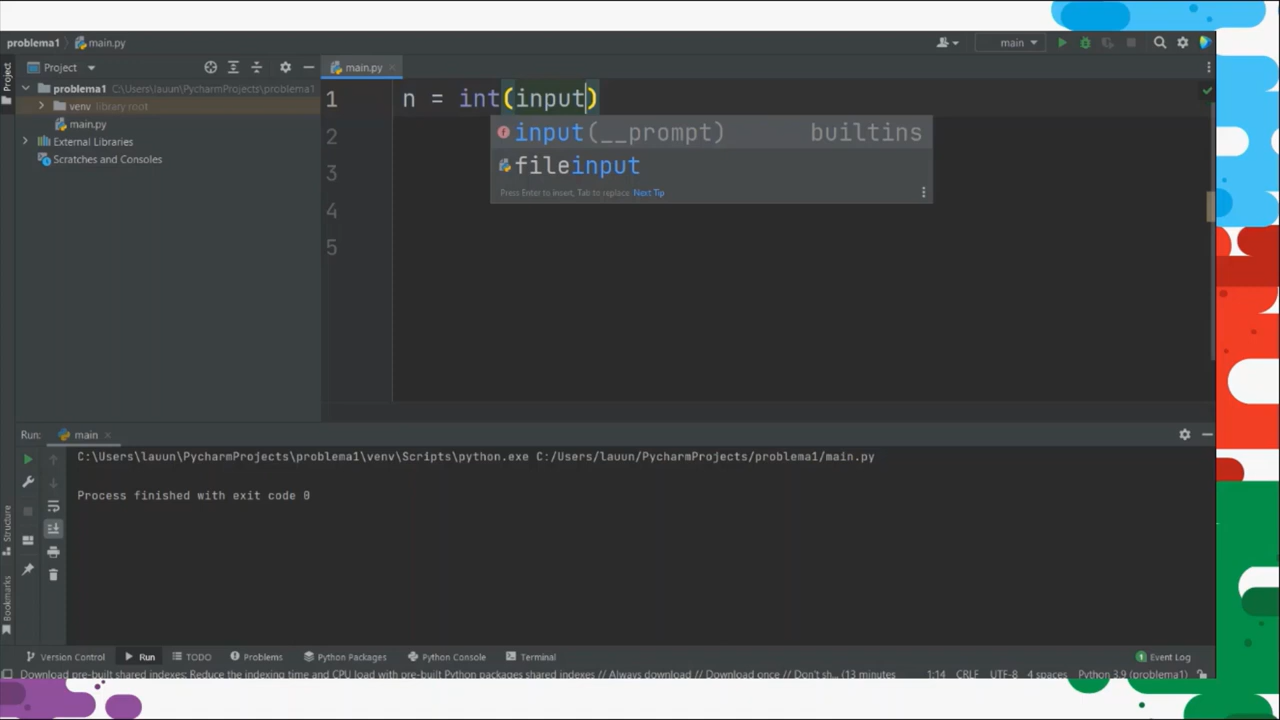 problema1 main.py main
Project main.py
problema1 C:\Users\lauun\PycharmProjects\problema1
venv library root
main.py
External Libraries
Scratches and Consoles
1 n = int(input)
2
3
4
5
input(__prompt) builtins
fileinput
Press Enter to insert, Tab to replace Next Tip
Project
Structure
Bookmarks
Run: main
C:\Users\lauun\PycharmProjects\problema1\venv\Scripts\python.exe C:/Users/lauun/PycharmProjects/problema1/main.py
Process finished with exit code 0
Version Control Run TODO Problems Python Packages Python Console Terminal 1 Event Log
Download pre-built shared indexes: Reduce the indexing time and CPU load with pre-built Python packages shared indexes // Always download // Download once // Don't sh... (13 minutes 1:14 CRLF UTF-8 4 spaces Python 3.9 (problema1)